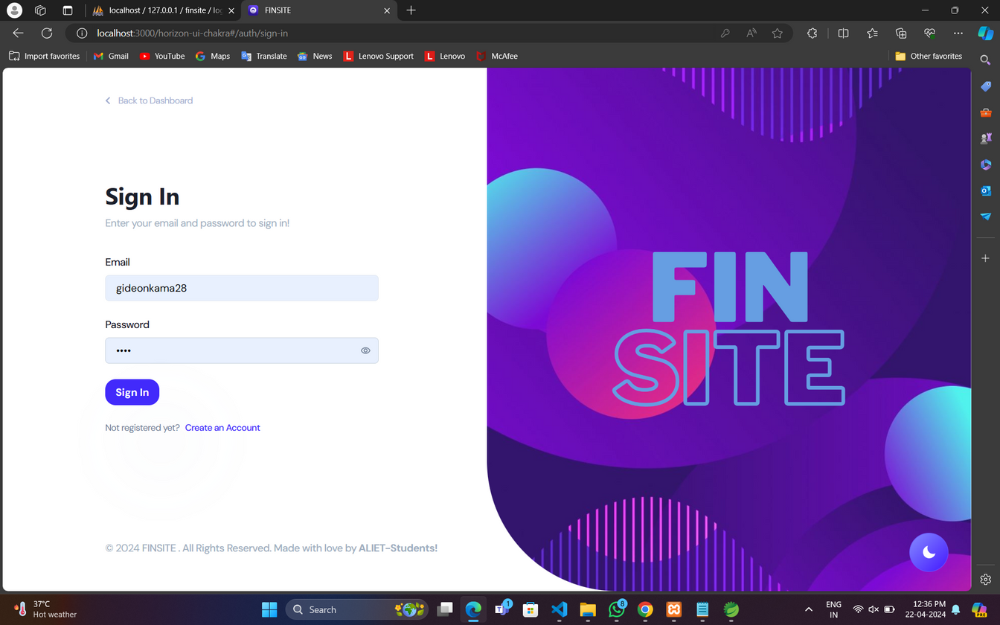 localhost / 127.0.0.1 / finsite / lo
FINSITE
localhost:3000/horizon-ui-chakra#/auth/sign-in
Import favorites
Gmail
YouTube
Maps
Translate
News
Lenovo Support
Lenovo
McAfee
Other favorites
Back to Dashboard
Sign In
Enter your email and password to sign in!
Email
gideonkama28
Password
••••
Sign In
Not registered yet? Create an Account
© 2024 FINSITE . All Rights Reserved. Made with love by ALIET-Students!
FIN
SITE
37°C
Hot weather
Search
1
8
ENG
IN
12:36 PM
22-04-2024
PRE